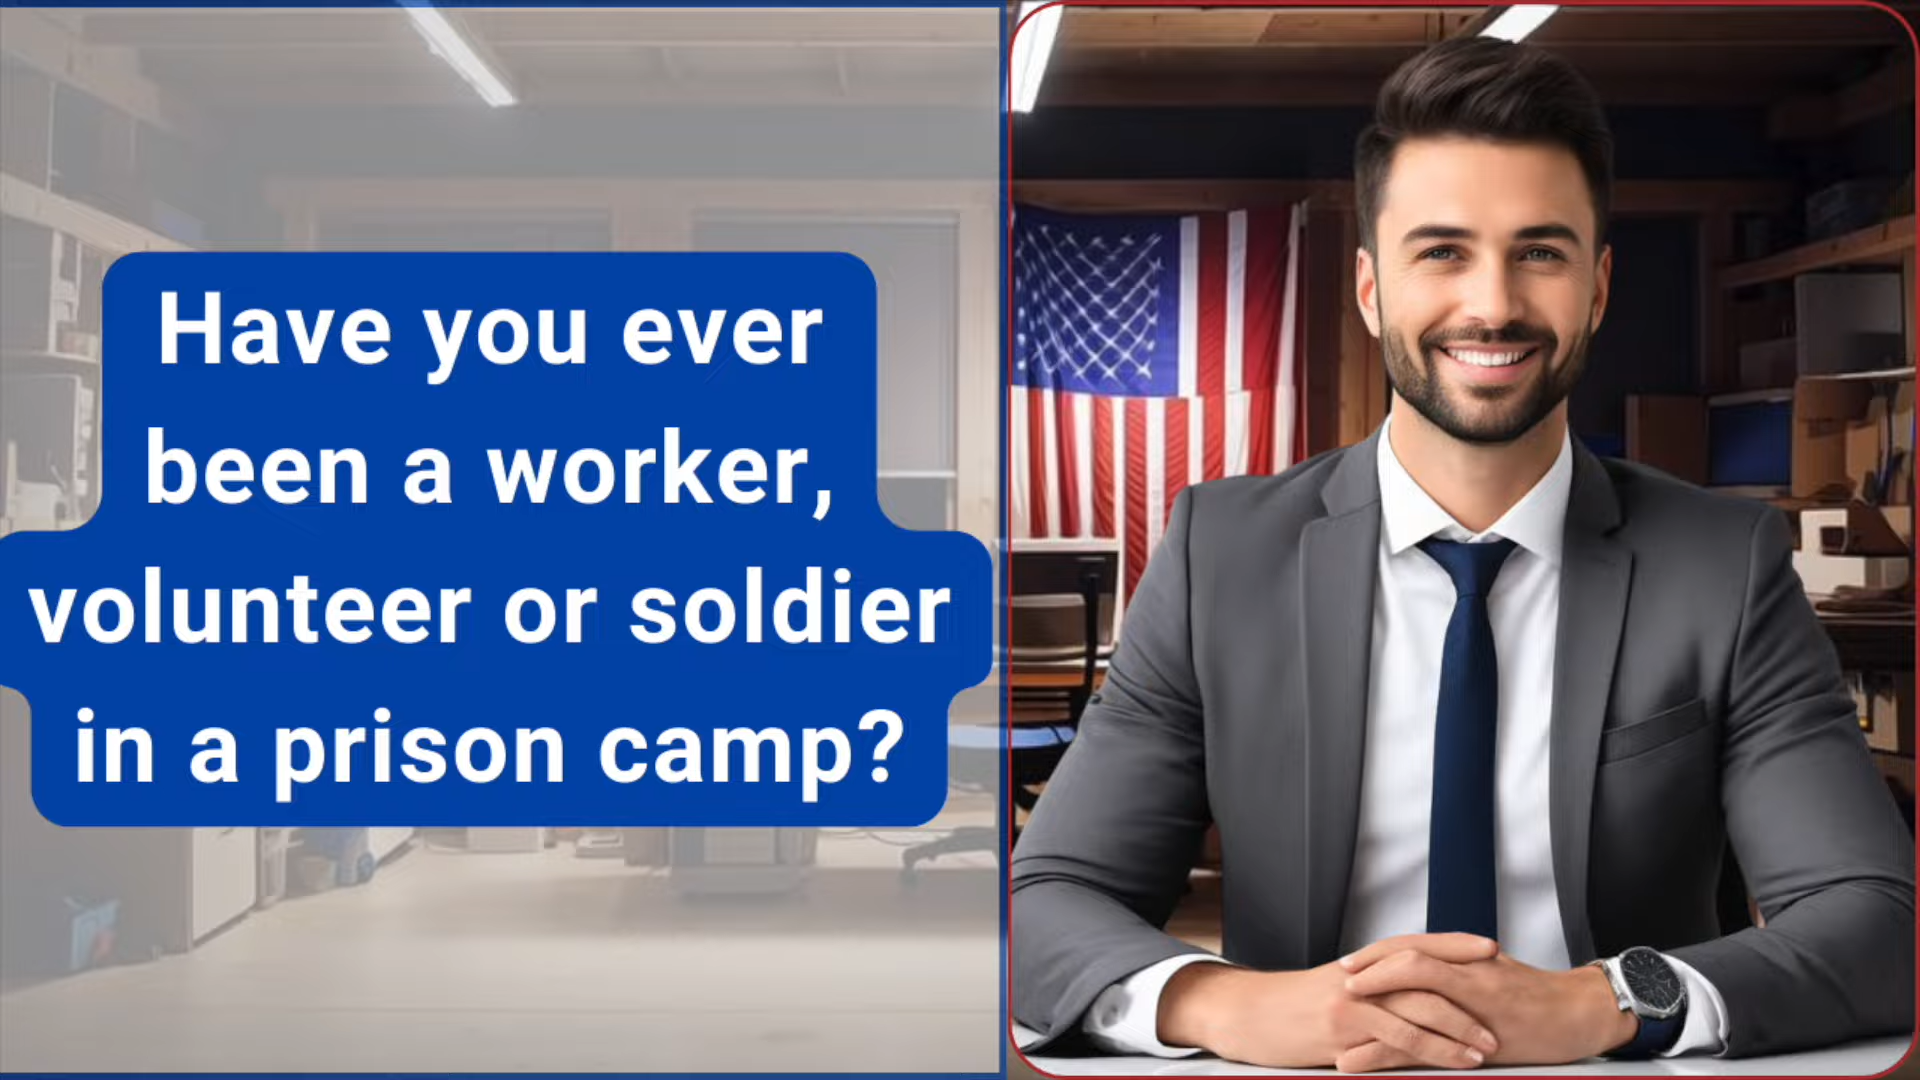 Have you ever
been a worker,
volunteer or soldier
in a prison camp?